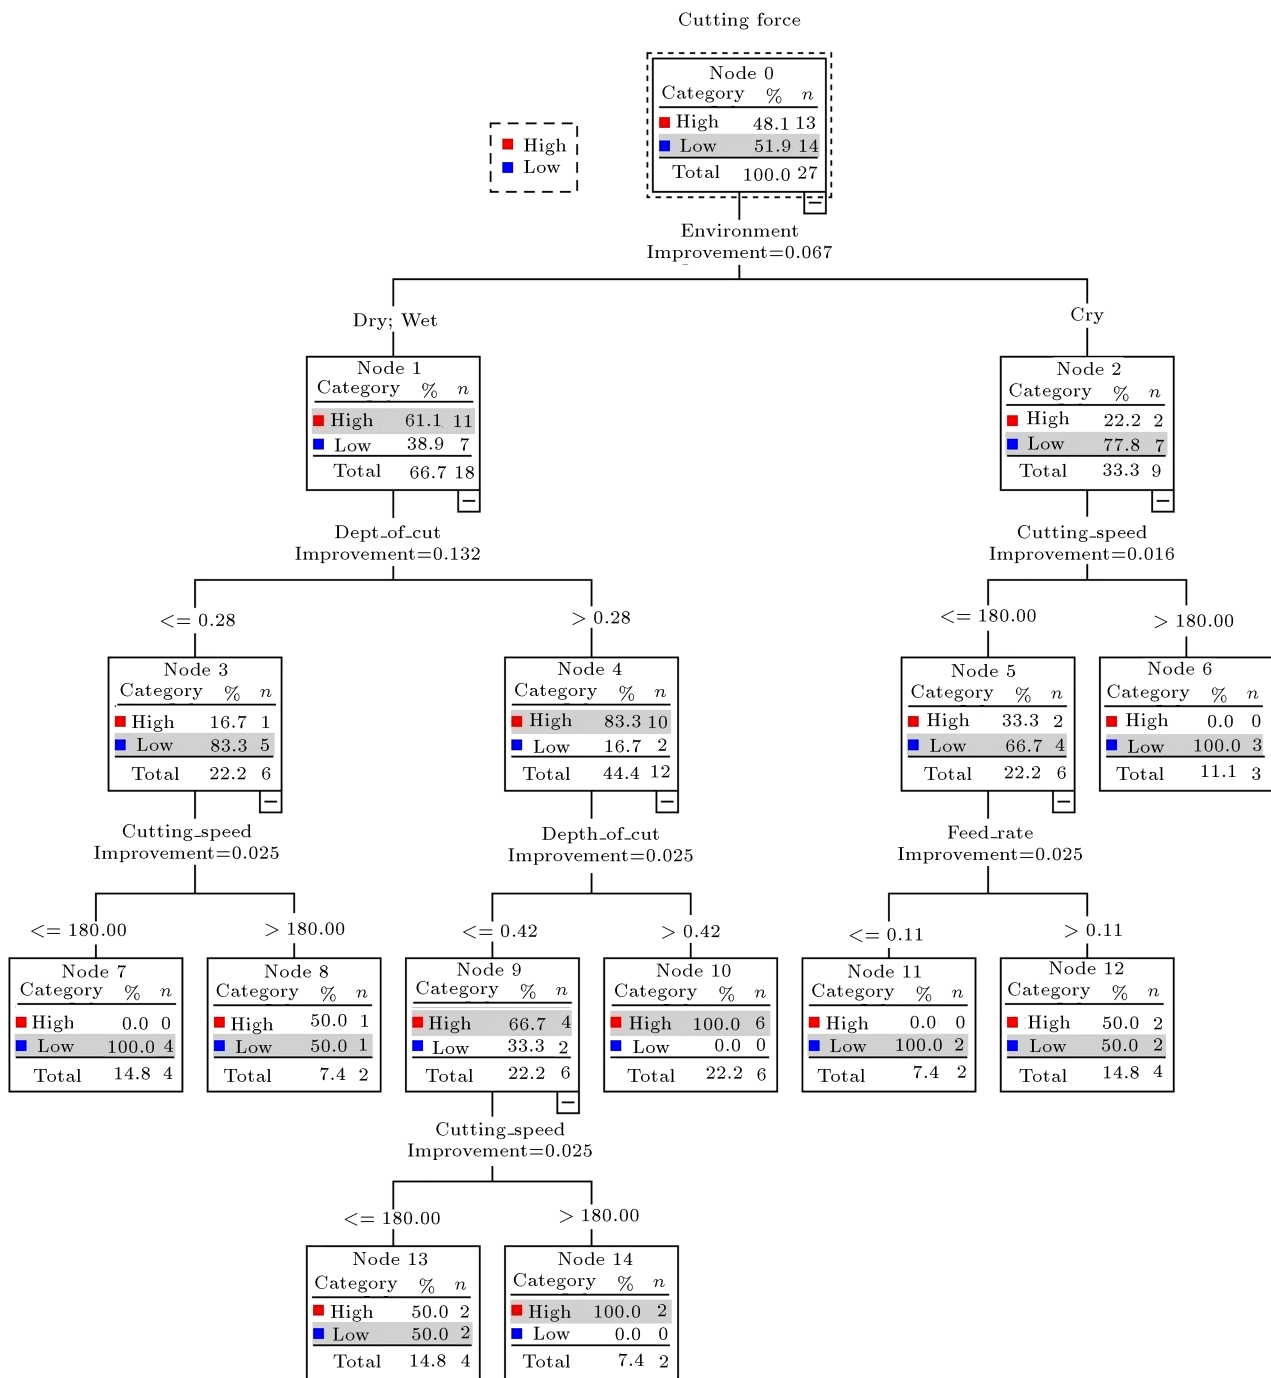 Cutting force
Node 0
Category % n
High 48.1 13
Low 51.9 14
Total 100.0 27
High
Low
Environment
Improvement=0.067
Dry; Wet
Cry
Node 1
Category % n
High 61.1 11
Low 38.9 7
Total 66.7 18
Node 2
Category % n
High 22.2 2
Low 77.8 7
Total 33.3 9
Dept_of_cut
Improvement=0.132
Cutting_speed
Improvement=0.016
<= 0.28
> 0.28
<= 180.00
> 180.00
Node 3
Category % n
High 16.7 1
Low 83.3 5
Total 22.2 6
Node 4
Category % n
High 83.3 10
Low 16.7 2
Total 44.4 12
Node 5
Category % n
High 33.3 2
Low 66.7 4
Total 22.2 6
Node 6
Category % n
High 0.0 0
Low 100.0 3
Total 11.1 3
Cutting_speed
Improvement=0.025
Depth_of_cut
Improvement=0.025
Feed_rate
Improvement=0.025
<= 180.00
> 180.00
<= 0.42
> 0.42
<= 0.11
> 0.11
Node 7
Category % n
High 0.0 0
Low 100.0 4
Total 14.8 4
Node 8
Category % n
High 50.0 1
Low 50.0 1
Total 7.4 2
Node 9
Category % n
High 66.7 4
Low 33.3 2
Total 22.2 6
Node 10
Category % n
High 100.0 6
Low 0.0 0
Total 22.2 6
Node 11
Category % n
High 0.0 0
Low 100.0 2
Total 7.4 2
Node 12
Category % n
High 50.0 2
Low 50.0 2
Total 14.8 4
Cutting_speed
Improvement=0.025
<= 180.00
> 180.00
Node 13
Category % n
High 50.0 2
Low 50.0 2
Total 14.8 4
Node 14
Category % n
High 100.0 2
Low 0.0 0
Total 7.4 2